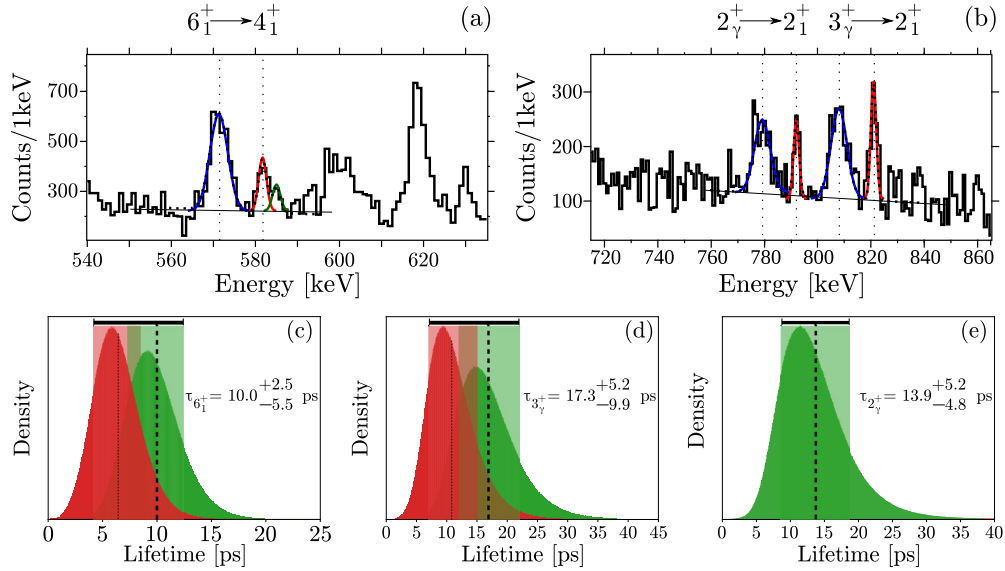 6₁⁺→4₁⁺ (a)
Counts/1keV
700
500
300
540 560 580 600 620
Energy [keV]
2ᵧ⁺→2₁⁺ 3ᵧ⁺→2₁⁺ (b)
Counts/1keV
300
200
100
720 740 760 780 800 820 840 860
Energy [keV]
(c)
Density
τ6₁⁺ = 10.0 +2.5 −5.5 ps
0 5 10 15 20 25
Lifetime [ps]
(d)
Density
τ3ᵧ⁺ = 17.3 +5.2 −9.9 ps
0 5 10 15 20 25 30 35 40 45
Lifetime [ps]
(e)
Density
τ2ᵧ⁺ = 13.9 +5.2 −4.8 ps
0 5 10 15 20 25 30 35 40
Lifetime [ps]